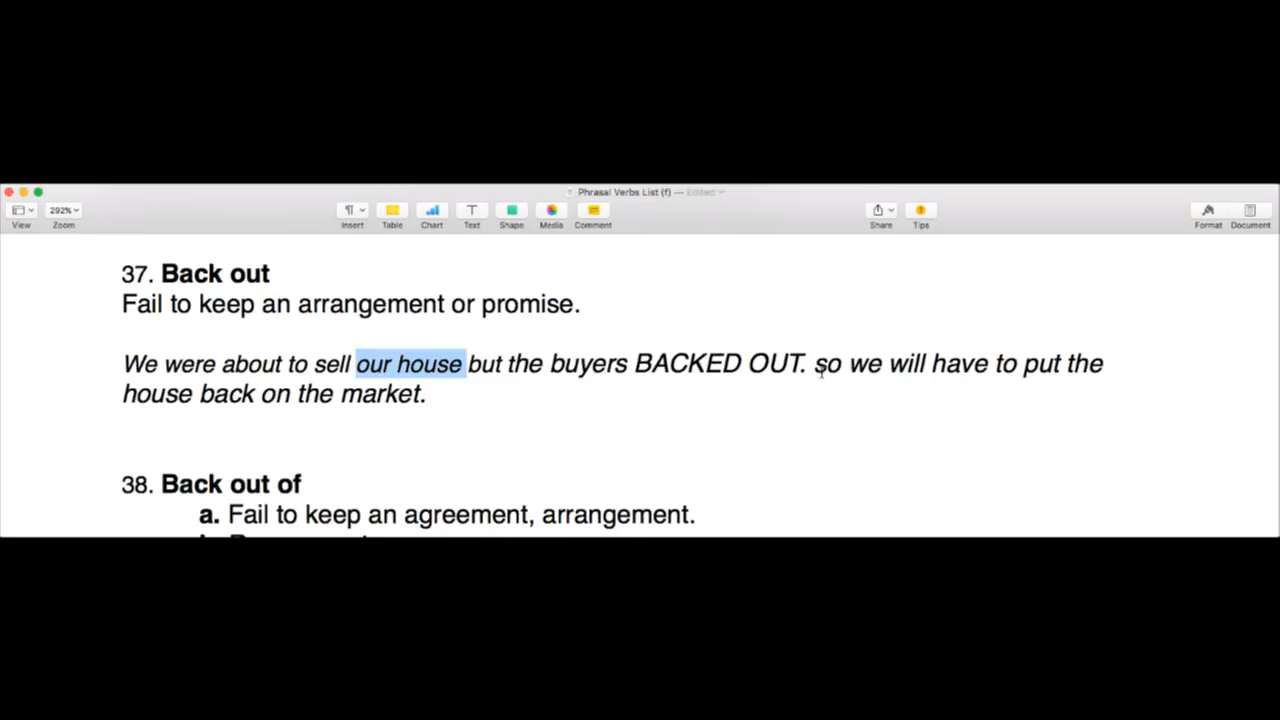 Phrasal Verbs List (f) — Edited
292%
View
Zoom
Insert
Table
Chart
Text
Shape
Media
Comment
Share
Tips
Format
Document
37. Back out
Fail to keep an arrangement or promise.
We were about to sell our house but the buyers BACKED OUT. so we will have to put the
house back on the market.
38. Back out of
a. Fail to keep an agreement, arrangement.